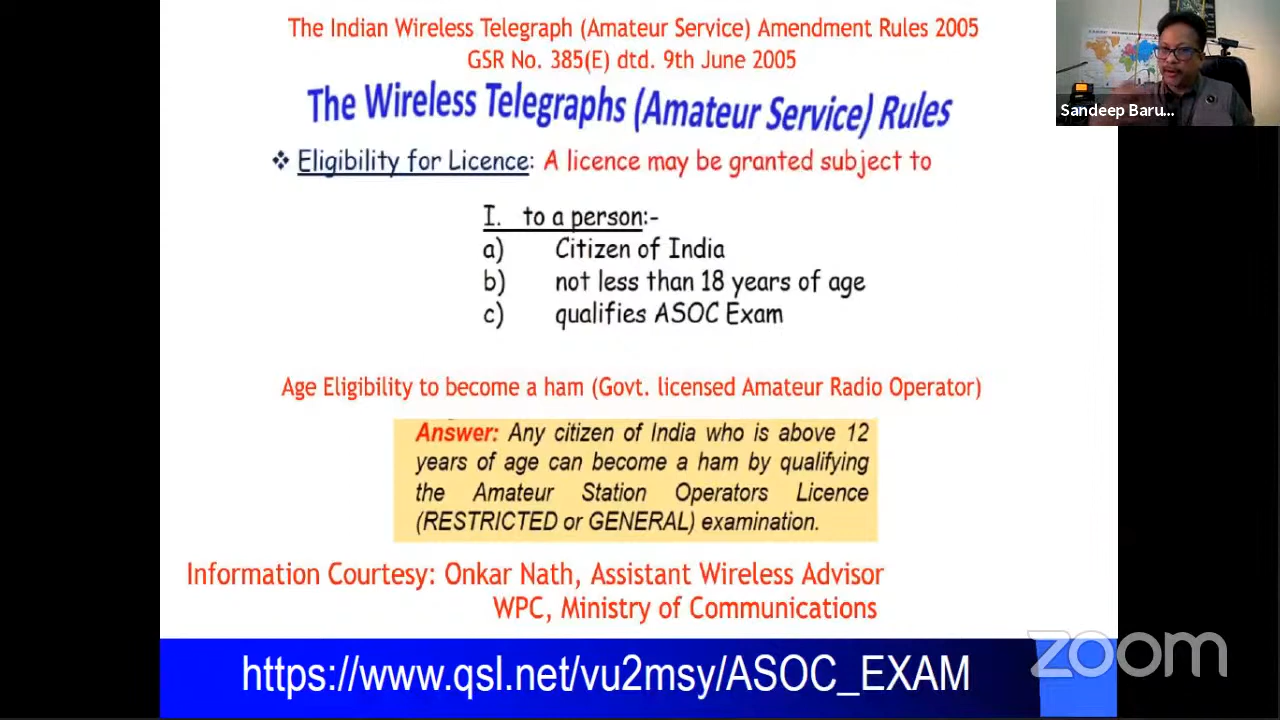 The Indian Wireless Telegraph (Amateur Service) Amendment Rules 2005
GSR No. 385(E) dtd. 9th June 2005
The Wireless Telegraphs (Amateur Service) Rules
❖ Eligibility for Licence: A licence may be granted subject to
I. to a person:-
a) Citizen of India
b) not less than 18 years of age
c) qualifies ASOC Exam
Age Eligibility to become a ham (Govt. licensed Amateur Radio Operator)
Answer: Any citizen of India who is above 12
years of age can become a ham by qualifying
the Amateur Station Operators Licence
(RESTRICTED or GENERAL) examination.
Information Courtesy: Onkar Nath, Assistant Wireless Advisor
WPC, Ministry of Communications
https://www.qsl.net/vu2msy/ASOC_EXAM
Sandeep Baru...
zoom